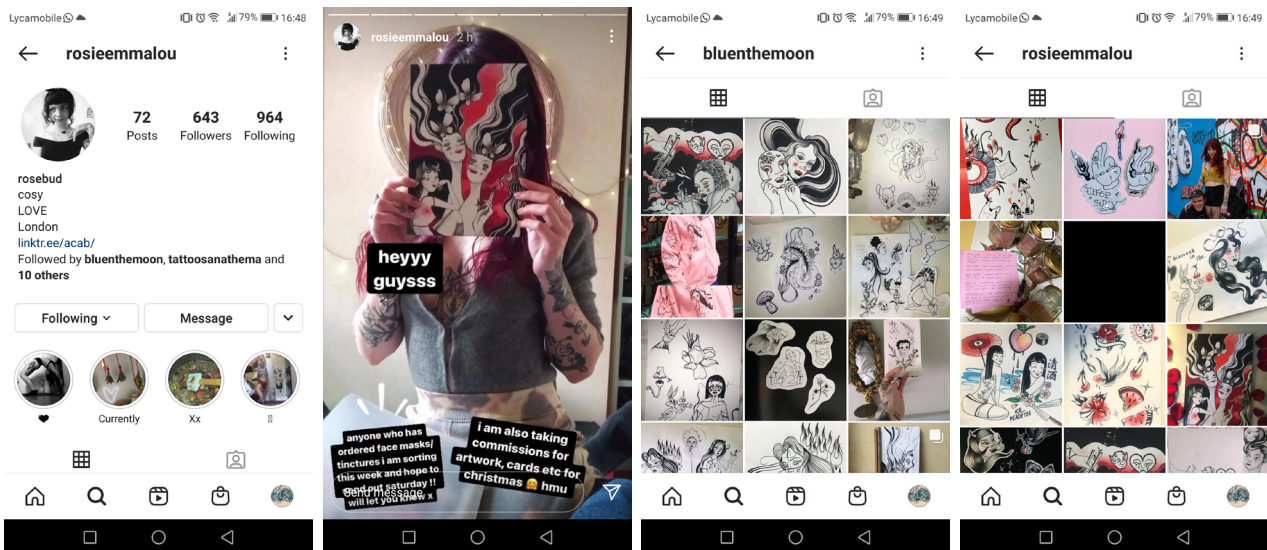 Lycamobile
79% 16:48
rosieemmalou
72 643 964
Posts Followers Following
rosebud
cosy
LOVE
London
linktr.ee/acab/
Followed by bluenthemoon, tattoosanathema and
10 others
Following Message
Currently Xx
rosieemmalou 2 h
heyyy
guysss
anyone who has
ordered face masks/
tinctures i am sorting
this week and hope to
send out saturday !!
will let you know x
i am also taking
commissions for
artwork, cards etc for
christmas 🤗 hmu
Send message
Lycamobile
79% 16:49
bluenthemoon
Lycamobile
79% 16:49
rosieemmalou